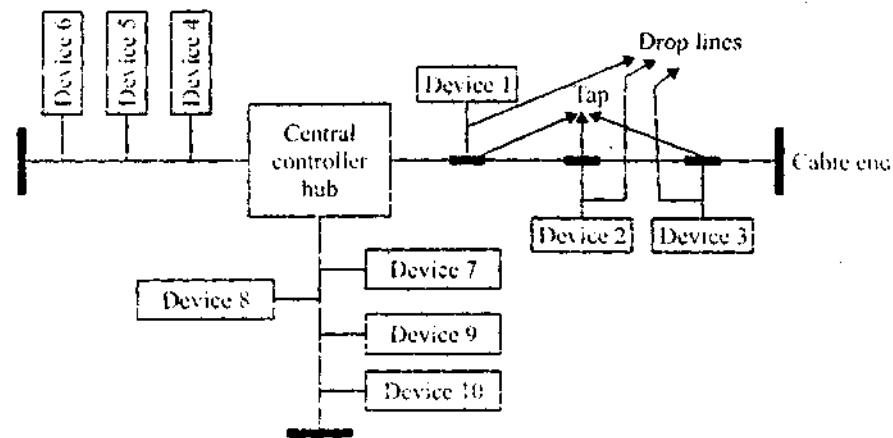 Device 6
Device 5
Device 4
Drop lines
Device 1
Tap
Central
controller
hub
Cable end
Device 2
Device 3
Device 7
Device 8
Device 9
Device 10